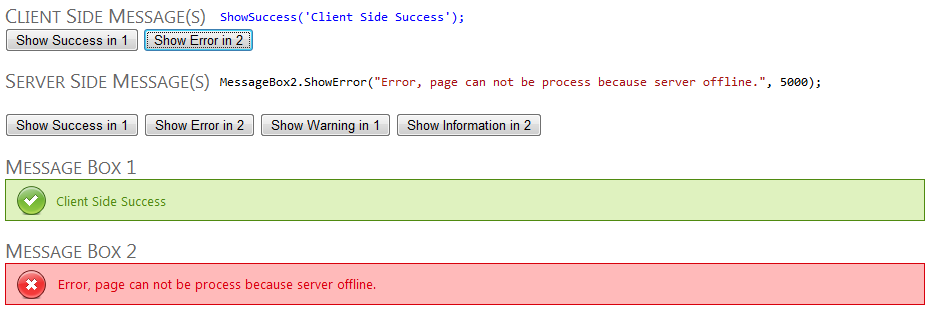 Client Side Message(s) ShowSuccess('Client Side Success');
Show Success in 1 Show Error in 2
Server Side Message(s) MessageBox2.ShowError("Error, page can not be process because server offline.", 5000);
Show Success in 1 Show Error in 2 Show Warning in 1 Show Information in 2
Message Box 1
Client Side Success
Message Box 2
Error, page can not be process because server offline.